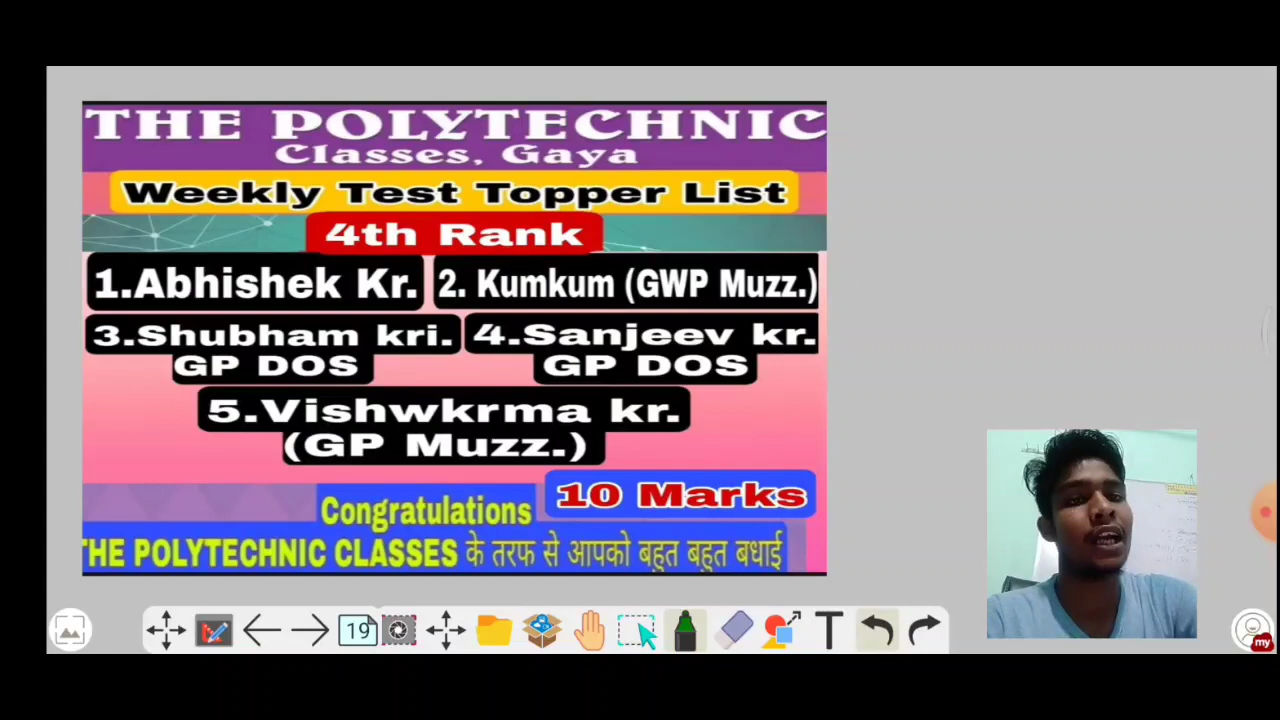 THE POLYTECHNIC
Classes, Gaya
Weekly Test Topper List
4th Rank
1.Abhishek Kr. 2. Kumkum (GWP Muzz.)
3.Shubham kri. 4.Sanjeev kr.
GP DOS GP DOS
5.Vishwkrma kr.
(GP Muzz.)
10 Marks
Congratulations
THE POLYTECHNIC CLASSES के तरफ से आपको बहुत बहुत बधाई
19
T
my